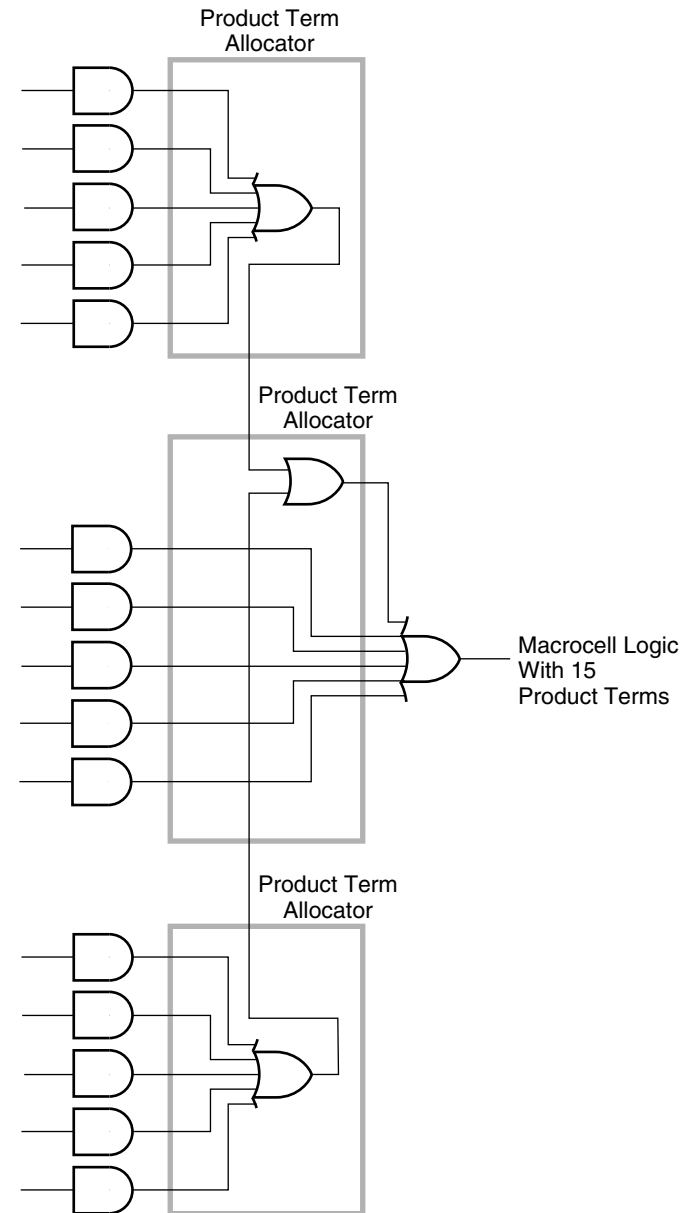 Product Term
Allocator
Product Term
Allocator
Macrocell Logic
With 15
Product Terms
Product Term
Allocator